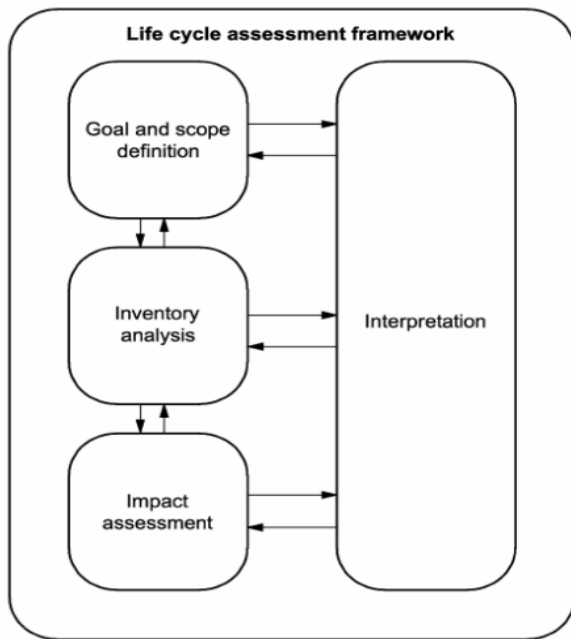 Life cycle assessment framework
Goal and scope
definition
Inventory
analysis
Interpretation
Impact
assessment